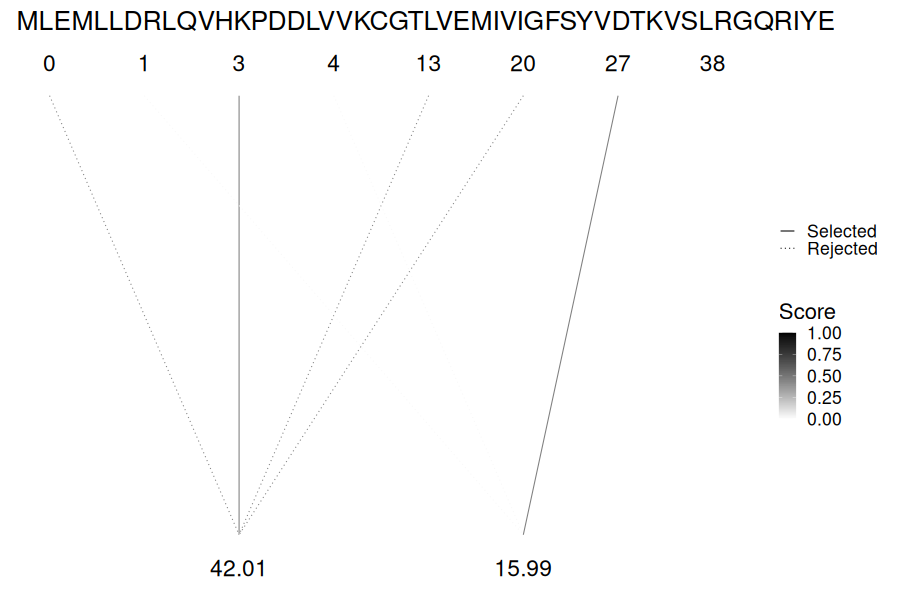 MLEMLLDRLQVHKPDDLVVKCGTLVEMIVIGFSYVDTKVSLRGQRIYE
0 1 3 4 13 20 27 38
Selected
Rejected
Score
1.00
0.75
0.50
0.25
0.00
42.01 15.99